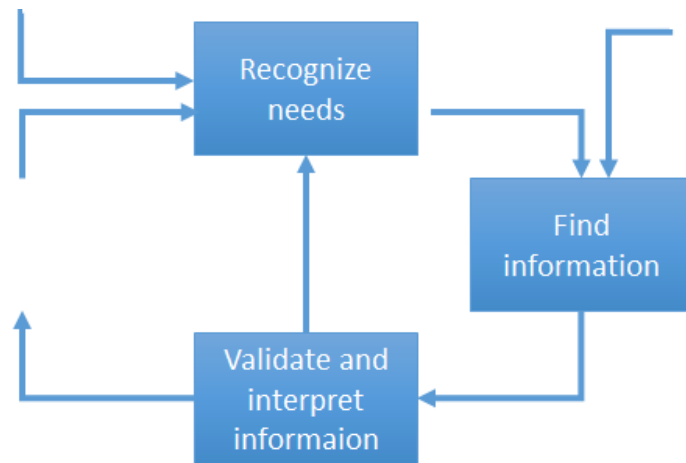 Recognize
needs
Find
information
Validate and
interpret
informaion